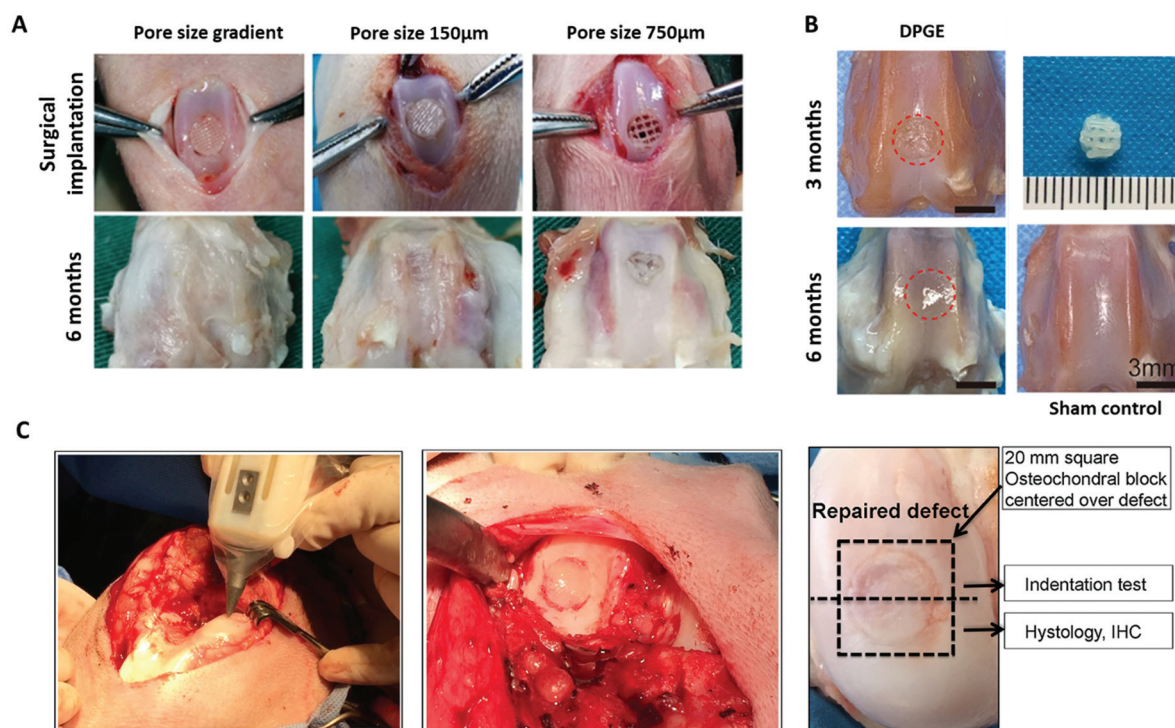 A
Pore size gradient
Pore size 150μm
Pore size 750μm
Surgical
implantation
6 months
B
DPGE
3 months
6 months
3mm
Sham control
C
Repaired defect
20 mm square
Osteochondral block
centered over defect
Indentation test
Hystology, IHC